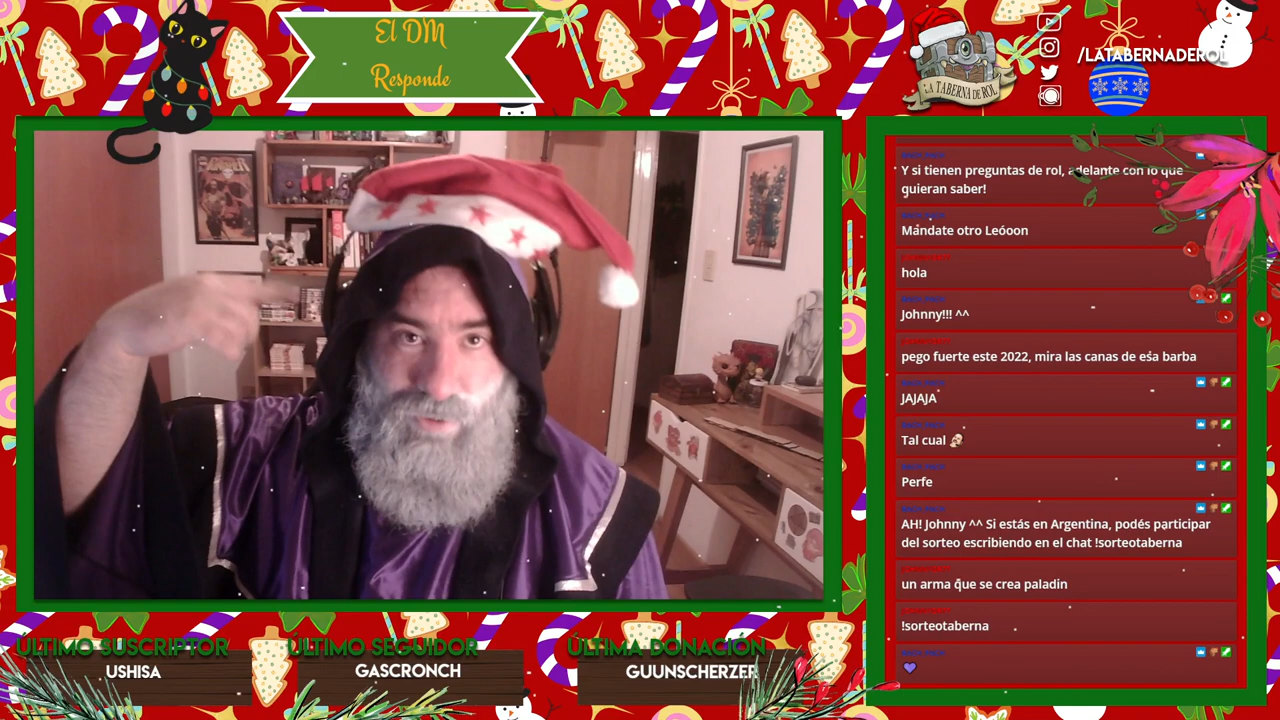 El DM
Responde
LA TABERNA DE ROL
/LATABERNADEROL
Y si tienen preguntas de rol, adelante con lo que
quieran saber!
Mandate otro Leóoon
hola
Johnny!!! ^^
pego fuerte este 2022, mira las canas de esa barba
JAJAJA
Tal cual
Perfe
AH! Johnny ^^ Si estás en Argentina, podés participar
del sorteo escribiendo en el chat !sorteotaberna
un arma que se crea paladin
!sorteotaberna
ÚLTIMO SUSCRIPTOR
USHISA
ÚLTIMO SEGUIDOR
GASCRONCH
ÚLTIMA DONACIÓN
GUUNSCHERZER